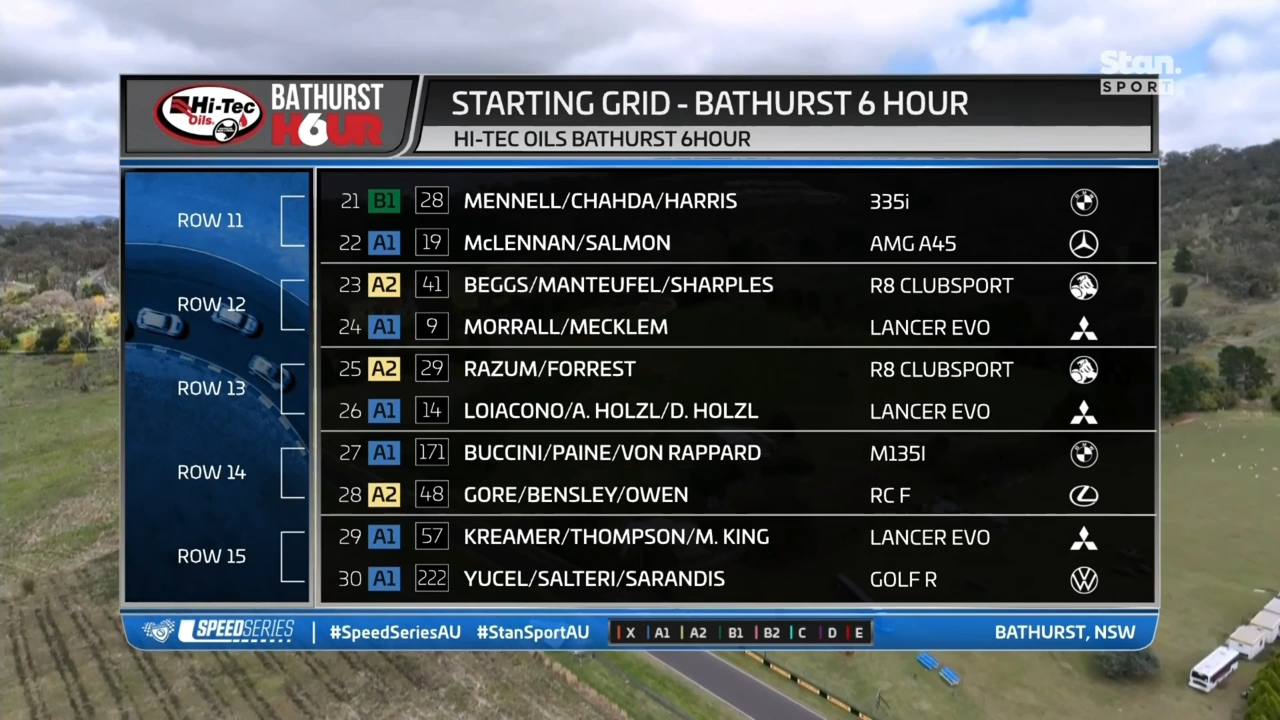 Stan.
SPORT
Hi-Tec
Oils
BATHURST
6 HOUR
STARTING GRID - BATHURST 6 HOUR
HI-TEC OILS BATHURST 6HOUR
ROW 11
21 B1 28 MENNELL/CHAHDA/HARRIS 335i
22 A1 19 McLENNAN/SALMON AMG A45
ROW 12
23 A2 41 BEGGS/MANTEUFEL/SHARPLES R8 CLUBSPORT
24 A1 9 MORRALL/MECKLEM LANCER EVO
ROW 13
25 A2 29 RAZUM/FORREST R8 CLUBSPORT
26 A1 14 LOIACONO/A. HOLZL/D. HOLZL LANCER EVO
ROW 14
27 A1 171 BUCCINI/PAINE/VON RAPPARD M135I
28 A2 48 GORE/BENSLEY/OWEN RC F
ROW 15
29 A1 57 KREAMER/THOMPSON/M. KING LANCER EVO
30 A1 222 YUCEL/SALTERI/SARANDIS GOLF R
SPEEDSERIES #SpeedSeriesAU #StanSportAU X A1 A2 B1 B2 C D E BATHURST, NSW